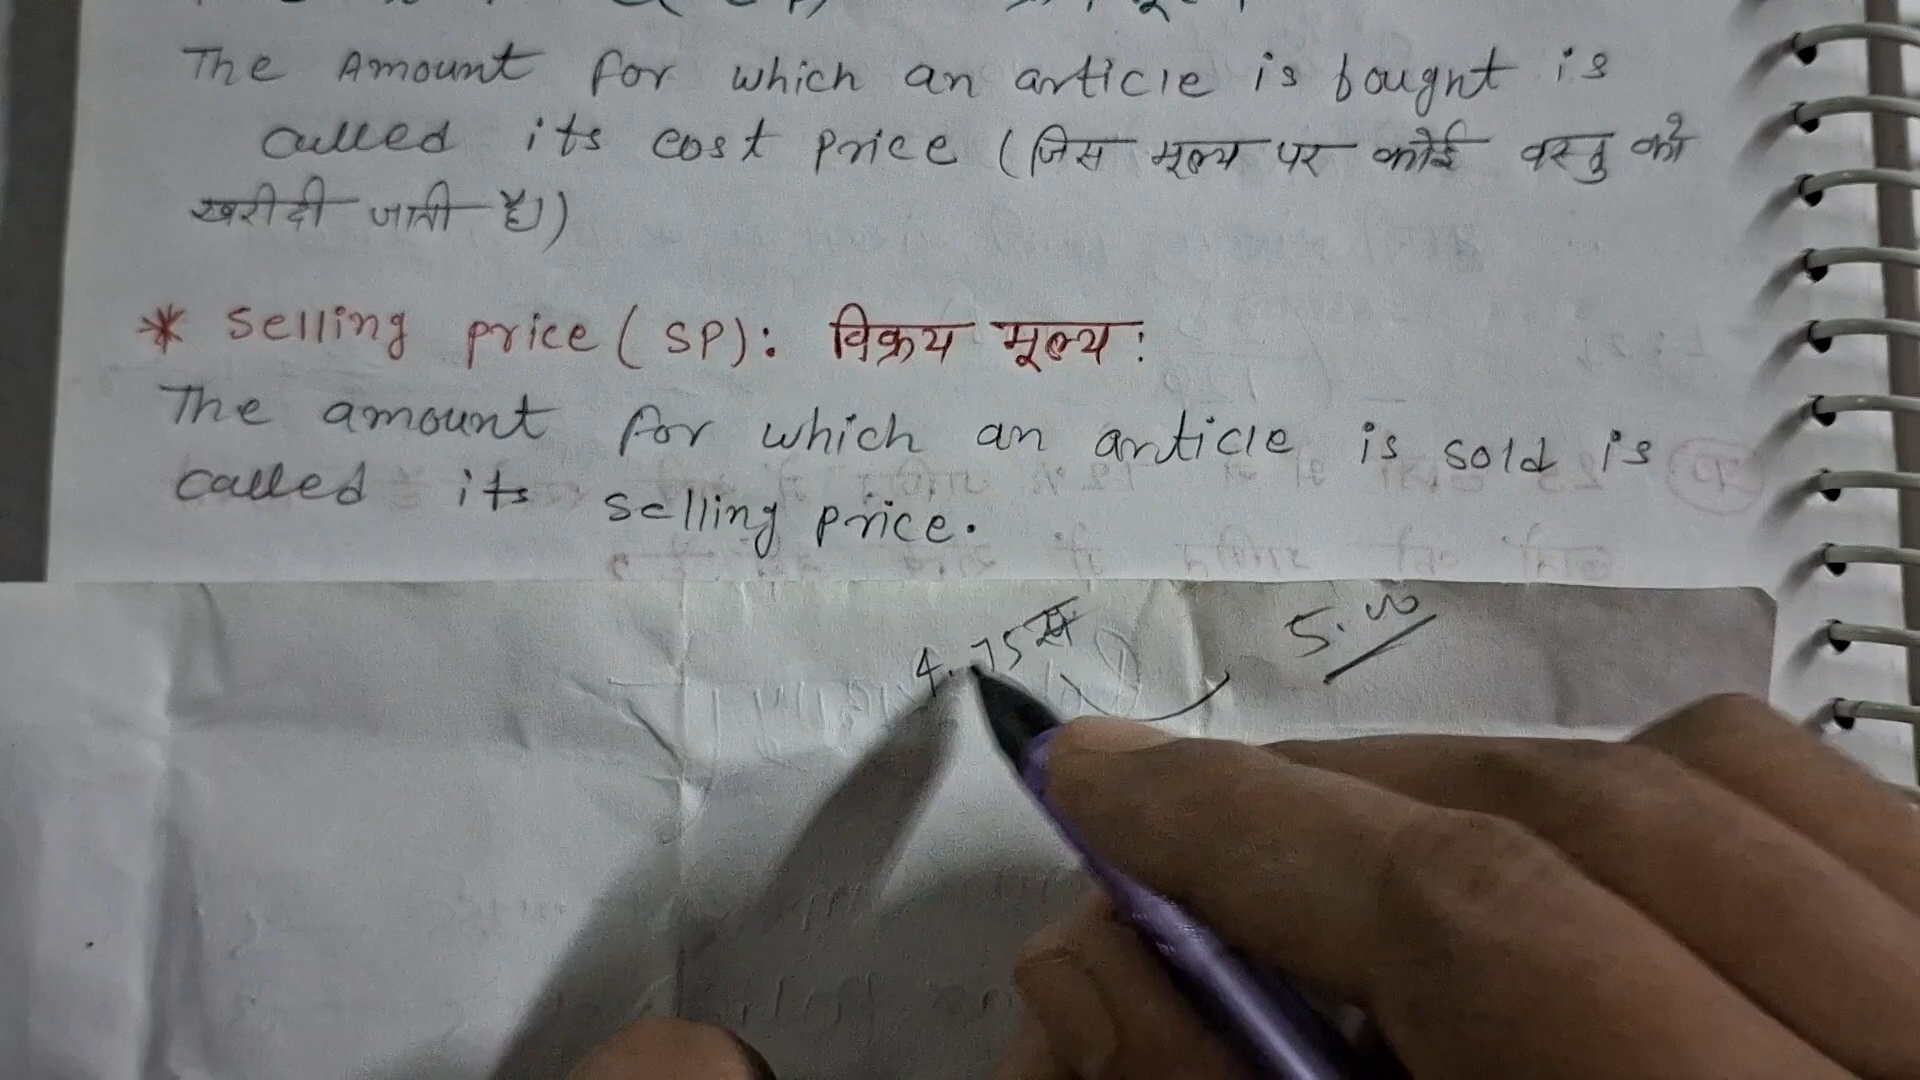 The Amount for which an article is bought is
called its cost price (जिस मूल्य पर कोई वस्तु को
खरीदी जाती है।)
* Selling price (SP): विक्रय मूल्य:
The amount for which an article is sold is
called its selling price.
4.75 5.00